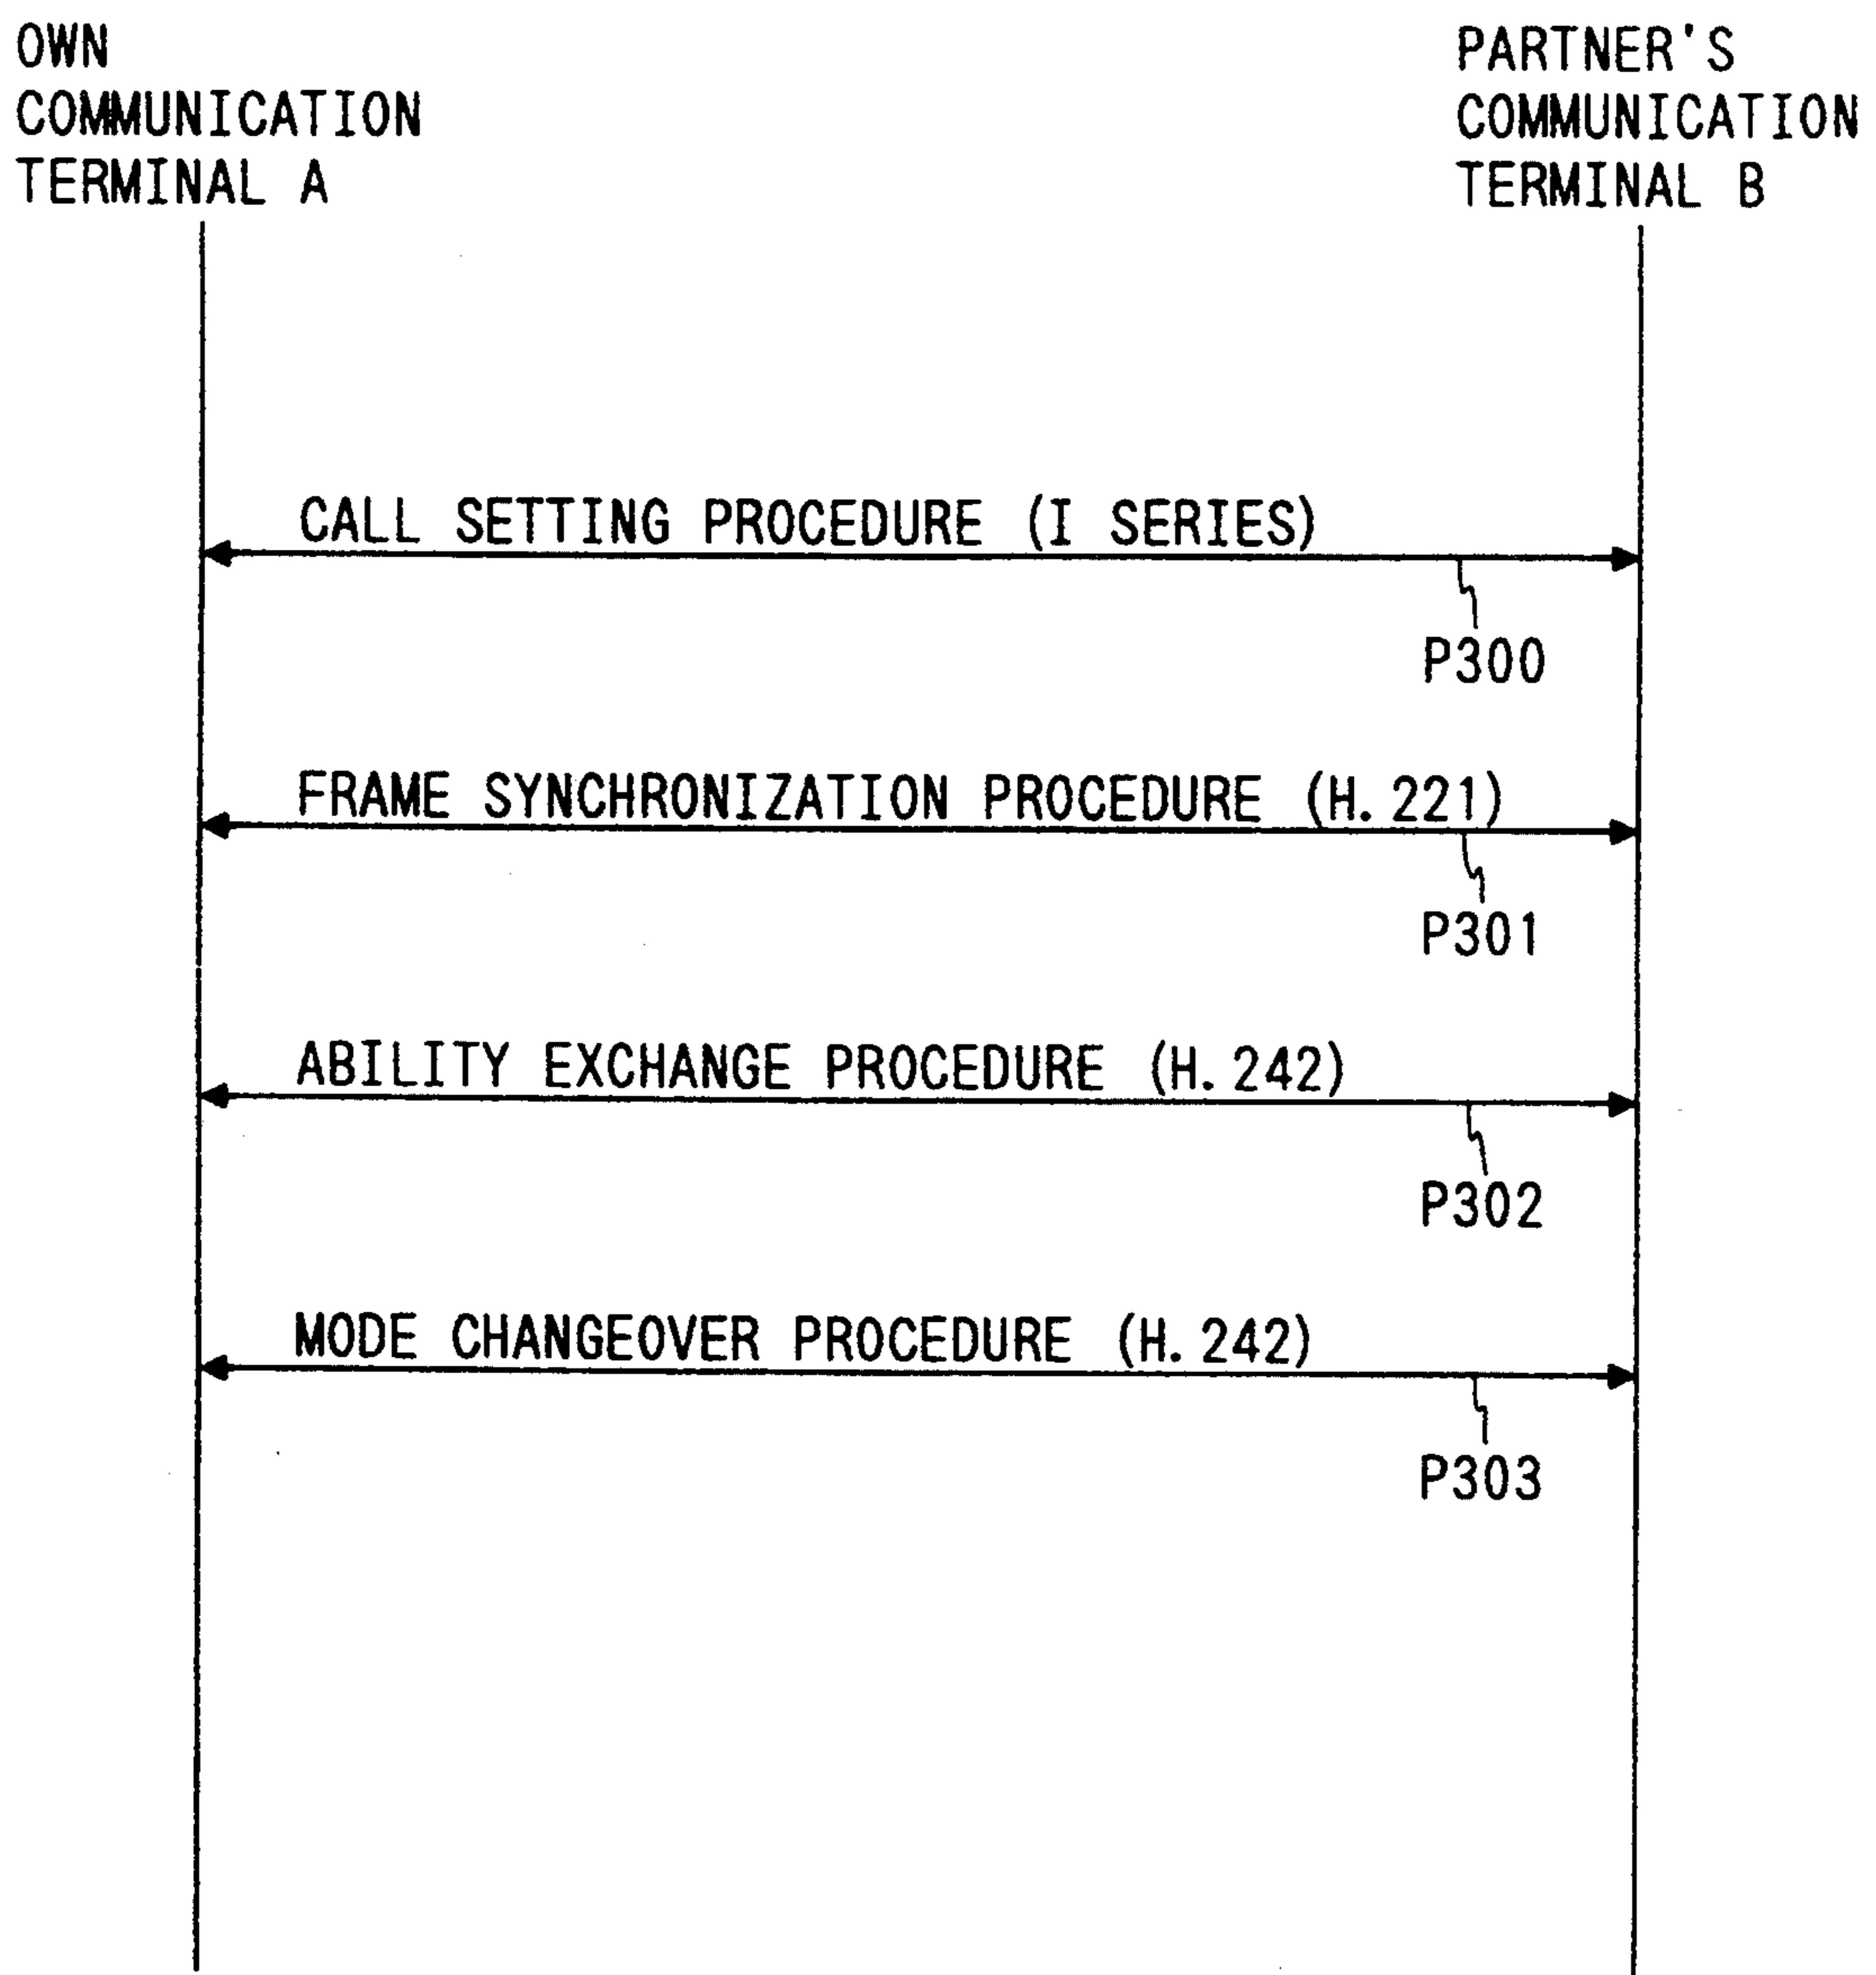 OWN
COMMUNICATION
TERMINAL A
PARTNER'S
COMMUNICATION
TERMINAL B
CALL SETTING PROCEDURE (I SERIES)
P300
FRAME SYNCHRONIZATION PROCEDURE (H.221)
P301
ABILITY EXCHANGE PROCEDURE (H.242)
P302
MODE CHANGEOVER PROCEDURE (H.242)
P303